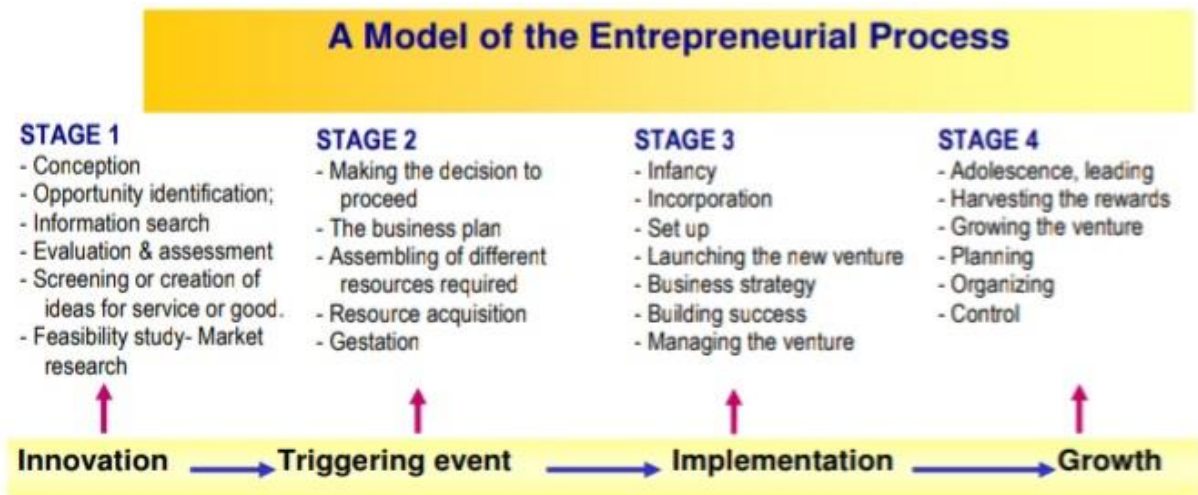 A Model of the Entrepreneurial Process
STAGE 1
- Conception
- Opportunity identification;
- Information search
- Evaluation & assessment
- Screening or creation of
ideas for service or good.
- Feasibility study- Market
research
STAGE 2
- Making the decision to
proceed
- The business plan
- Assembling of different
resources required
- Resource acquisition
- Gestation
STAGE 3
- Infancy
- Incorporation
- Set up
- Launching the new venture
- Business strategy
- Building success
- Managing the venture
STAGE 4
- Adolescence, leading
- Harvesting the rewards
- Growing the venture
- Planning
- Organizing
- Control
Innovation
Triggering event
Implementation
Growth